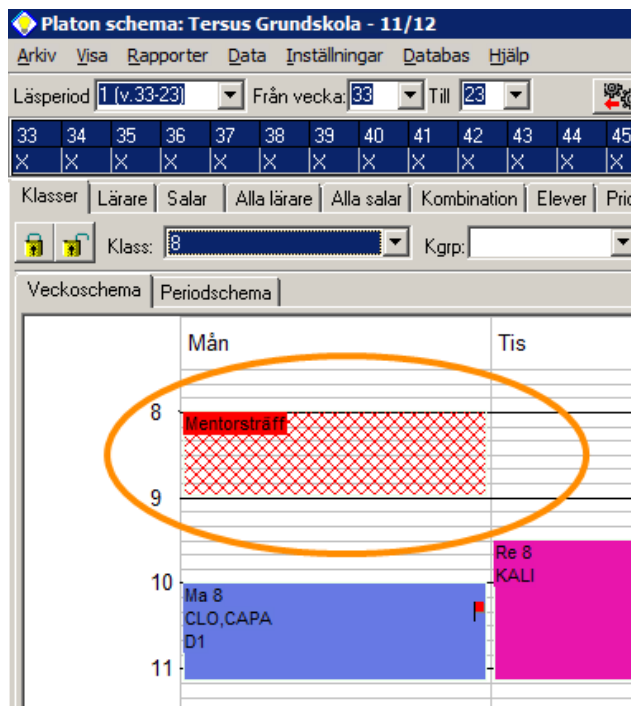 Platon schema: Tersus Grundskola - 11/12
Arkiv Visa Rapporter Data Inställningar Databas Hjälp
Läsperiod 1 (v.33-23) Från vecka: 33 Till 23
33 34 35 36 37 38 39 40 41 42 43 44 45
X X X X X X X X X X X X X
Klasser Lärare Salar Alla lärare Alla salar Kombination Elever Prio
Klass: 8 Kgrp:
Veckoschema Periodschema
Mån Tis
8
Mentorsträff
9
Re 8
KALI
10
Ma 8
CLO,CAPA
D1
11